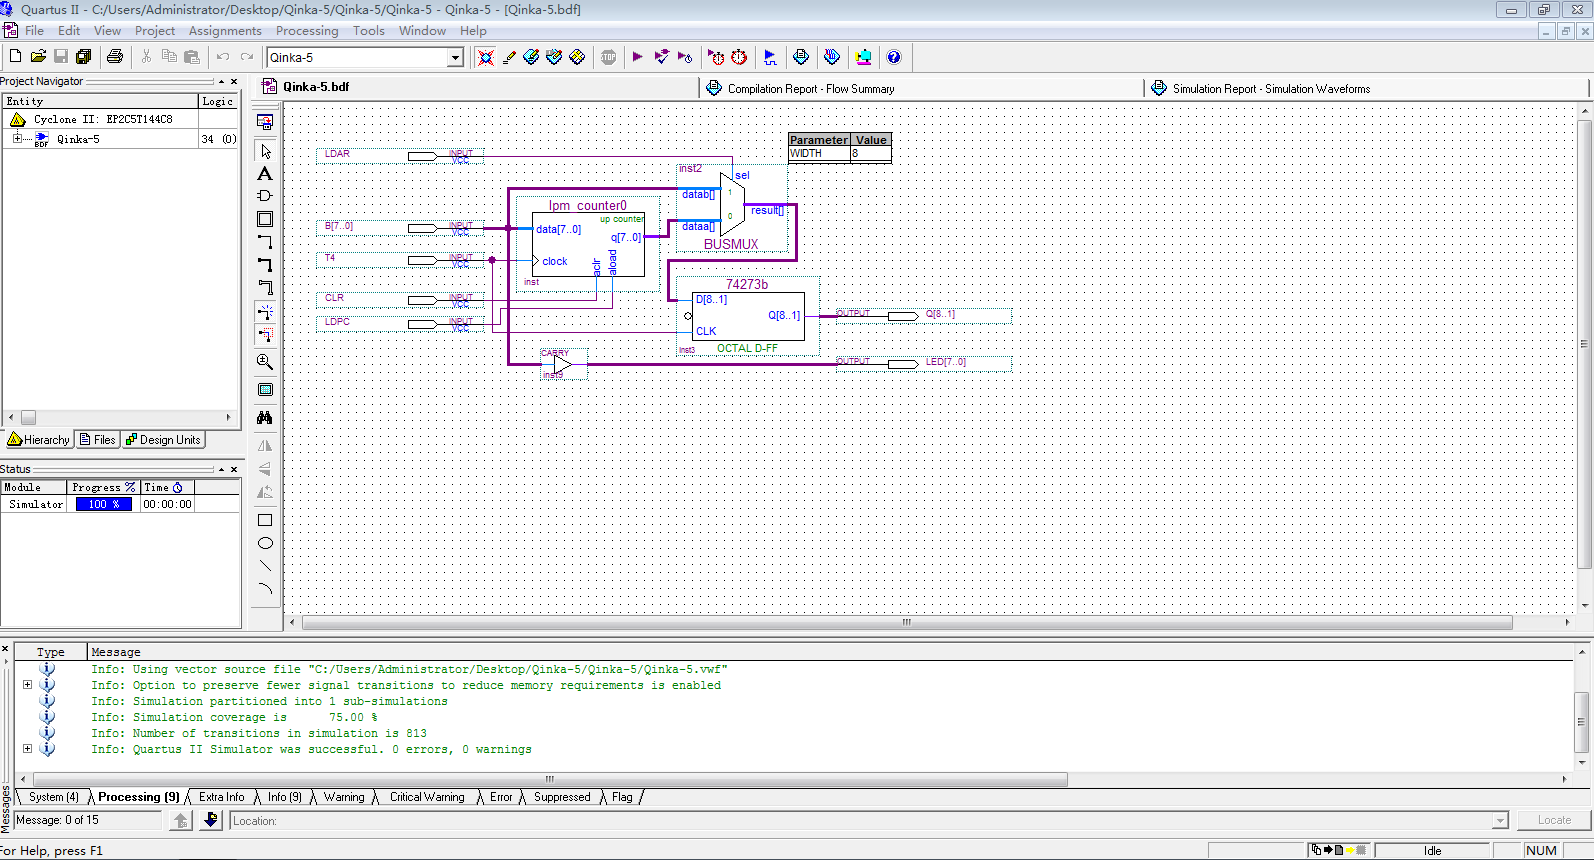 Quartus II - C:/Users/Administrator/Desktop/Qinka-5/Qinka-5/Qinka-5 - Qinka-5 - [Qinka-5.bdf]
File Edit View Project Assignments Processing Tools Window Help
Qinka-5
STOP
Project Navigator
Entity Logic
Cyclone II: EP2C5T144C8
BDF Qinka-5 34 (0)
Hierarchy Files Design Units
Status
Module Progress % Time
Simulator 100 % 00:00:00
Qinka-5.bdf
Compilation Report - Flow Summary
Simulation Report - Simulation Waveforms
A
Parameter Value
WIDTH 8
LDAR INPUT VCC
B[7..0] INPUT VCC
T4 INPUT VCC
CLR INPUT VCC
LDPC INPUT VCC
lpm_counter0
up counter
data[7..0]
q[7..0]
clock
aclr
aload
inst
inst2
sel
datab[]
1
result[]
0
dataa[]
BUSMUX
74273b
D[8..1]
Q[8..1]
CLK
inst3
OCTAL D-FF
OUTPUT Q[8..1]
CARRY
inst9
OUTPUT LED[7..0]
Type Message
Info: Using vector source file "C:/Users/Administrator/Desktop/Qinka-5/Qinka-5/Qinka-5.vwf"
Info: Option to preserve fewer signal transitions to reduce memory requirements is enabled
Info: Simulation partitioned into 1 sub-simulations
Info: Simulation coverage is 75.00 %
Info: Number of transitions in simulation is 813
Info: Quartus II Simulator was successful. 0 errors, 0 warnings
System (4) Processing (9) Extra Info Info (9) Warning Critical Warning Error Suppressed Flag
Messages
Message: 0 of 15
Location:
Locate
For Help, press F1
Idle
NUM